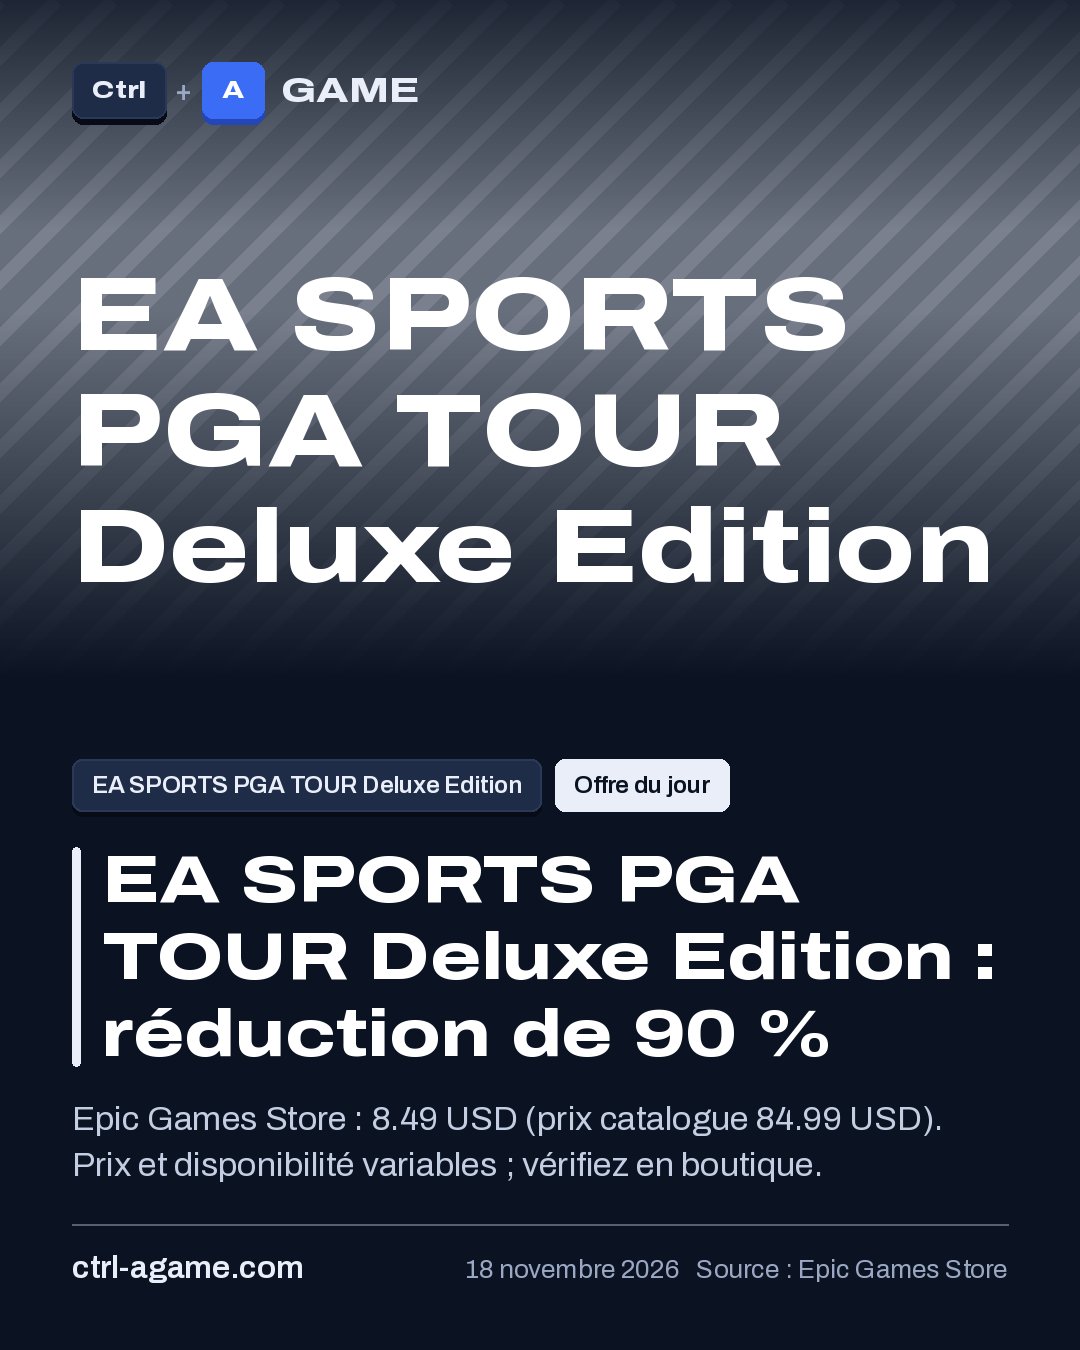 Ctrl + A GAME
EA SPORTS
PGA TOUR
Deluxe Edition
EA SPORTS PGA TOUR Deluxe Edition Offre du jour
EA SPORTS PGA
TOUR Deluxe Edition :
réduction de 90 %
Epic Games Store : 8.49 USD (prix catalogue 84.99 USD).
Prix et disponibilité variables ; vérifiez en boutique.
ctrl-agame.com 18 novembre 2026 Source : Epic Games Store